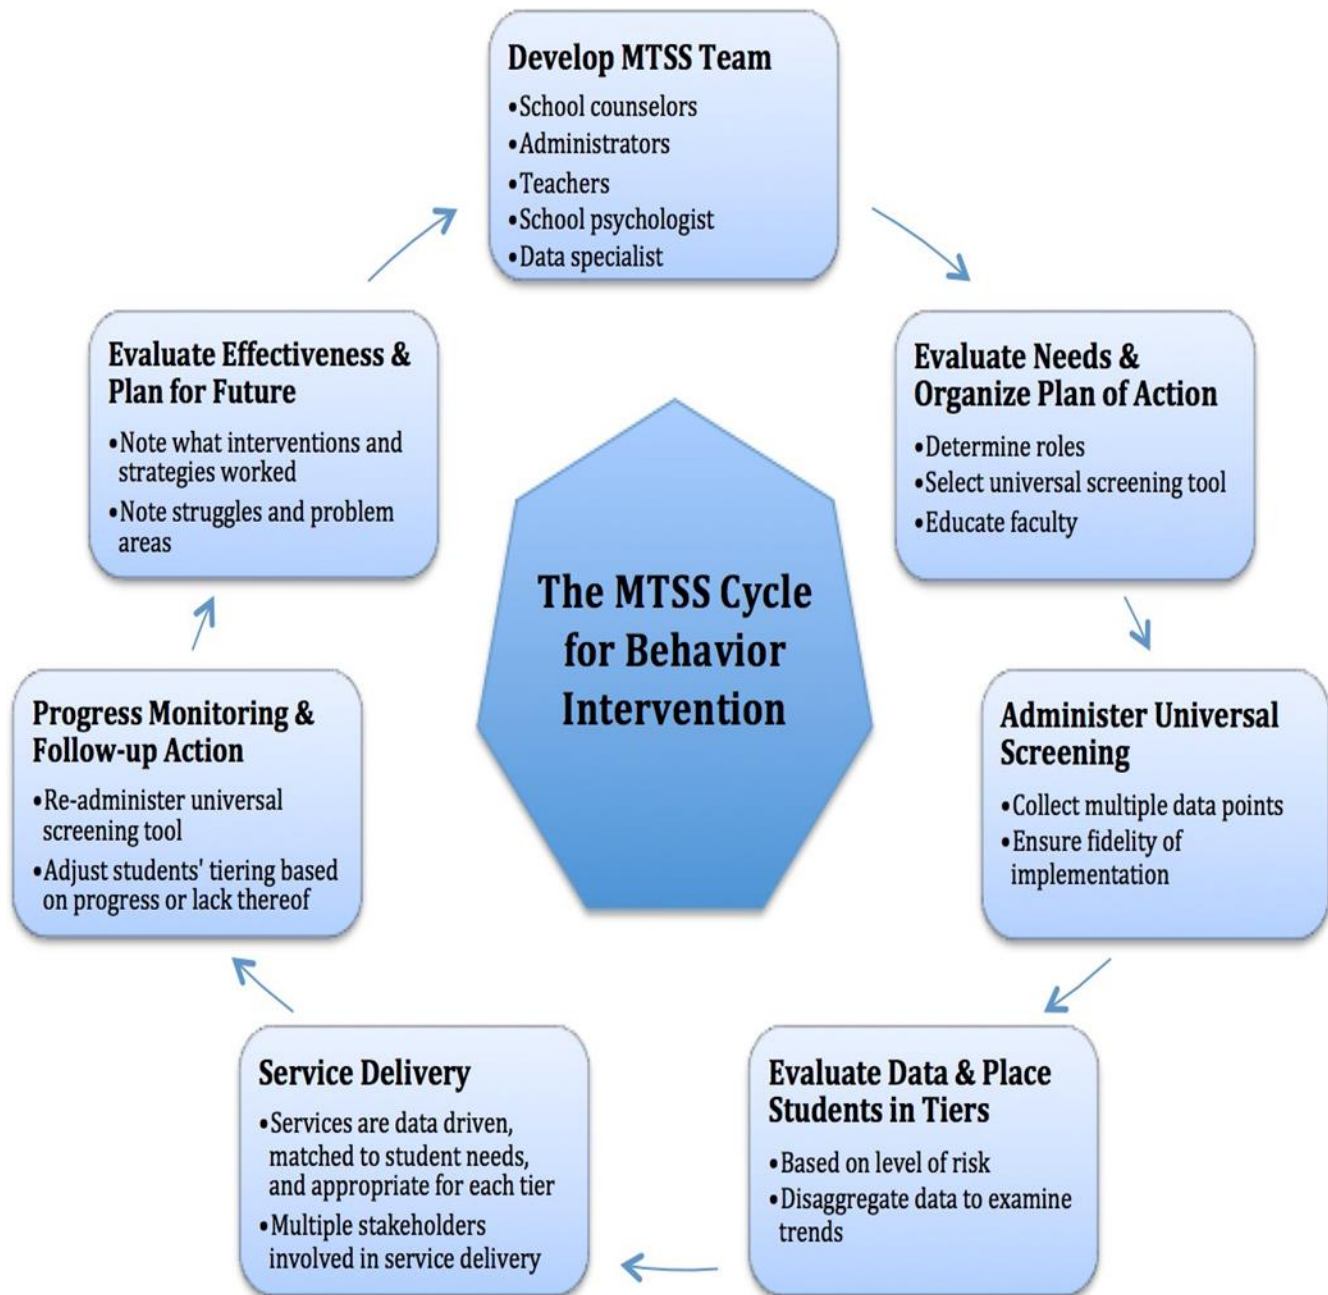 Develop MTSS Team
•School counselors
•Administrators
•Teachers
•School psychologist
•Data specialist
Evaluate Needs &
Organize Plan of Action
•Determine roles
•Select universal screening tool
•Educate faculty
Administer Universal
Screening
•Collect multiple data points
•Ensure fidelity of
implementation
Evaluate Data & Place
Students in Tiers
•Based on level of risk
•Disaggregate data to examine
trends
Service Delivery
•Services are data driven,
matched to student needs,
and appropriate for each tier
•Multiple stakeholders
involved in service delivery
Progress Monitoring &
Follow-up Action
•Re-administer universal
screening tool
•Adjust students' tiering based
on progress or lack thereof
Evaluate Effectiveness &
Plan for Future
•Note what interventions and
strategies worked
•Note struggles and problem
areas
The MTSS Cycle
for Behavior
Intervention